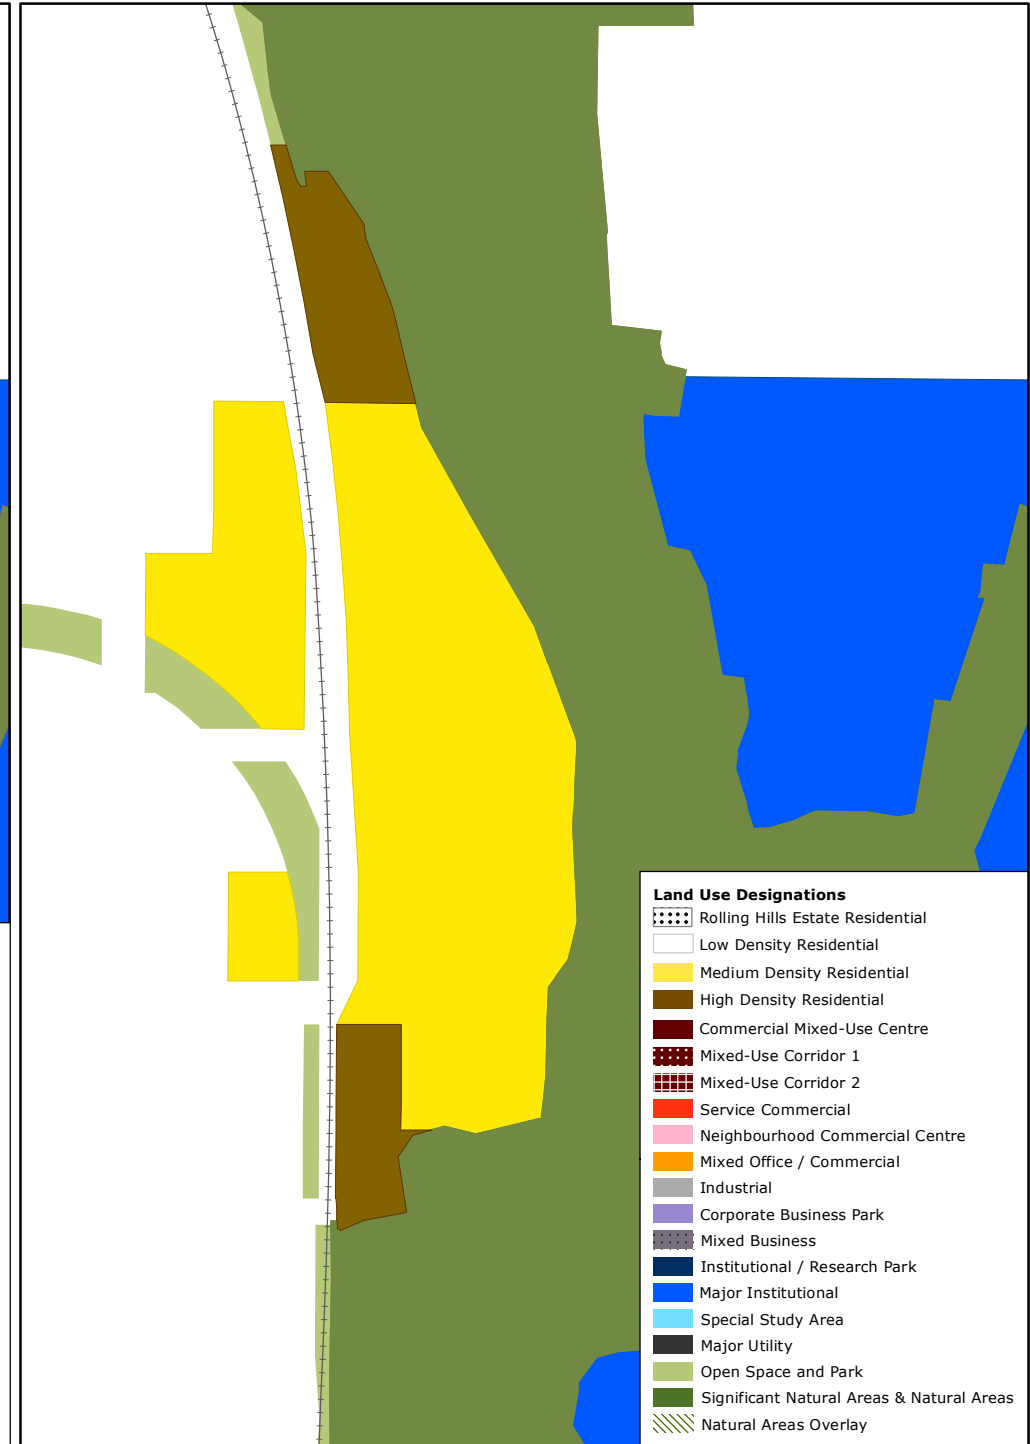 Land Use Designations
Rolling Hills Estate Residential
Low Density Residential
Medium Density Residential
High Density Residential
Commercial Mixed-Use Centre
Mixed-Use Corridor 1
Mixed-Use Corridor 2
Service Commercial
Neighbourhood Commercial Centre
Mixed Office / Commercial
Industrial
Corporate Business Park
Mixed Business
Institutional / Research Park
Major Institutional
Special Study Area
Major Utility
Open Space and Park
Significant Natural Areas & Natural Areas
Natural Areas Overlay